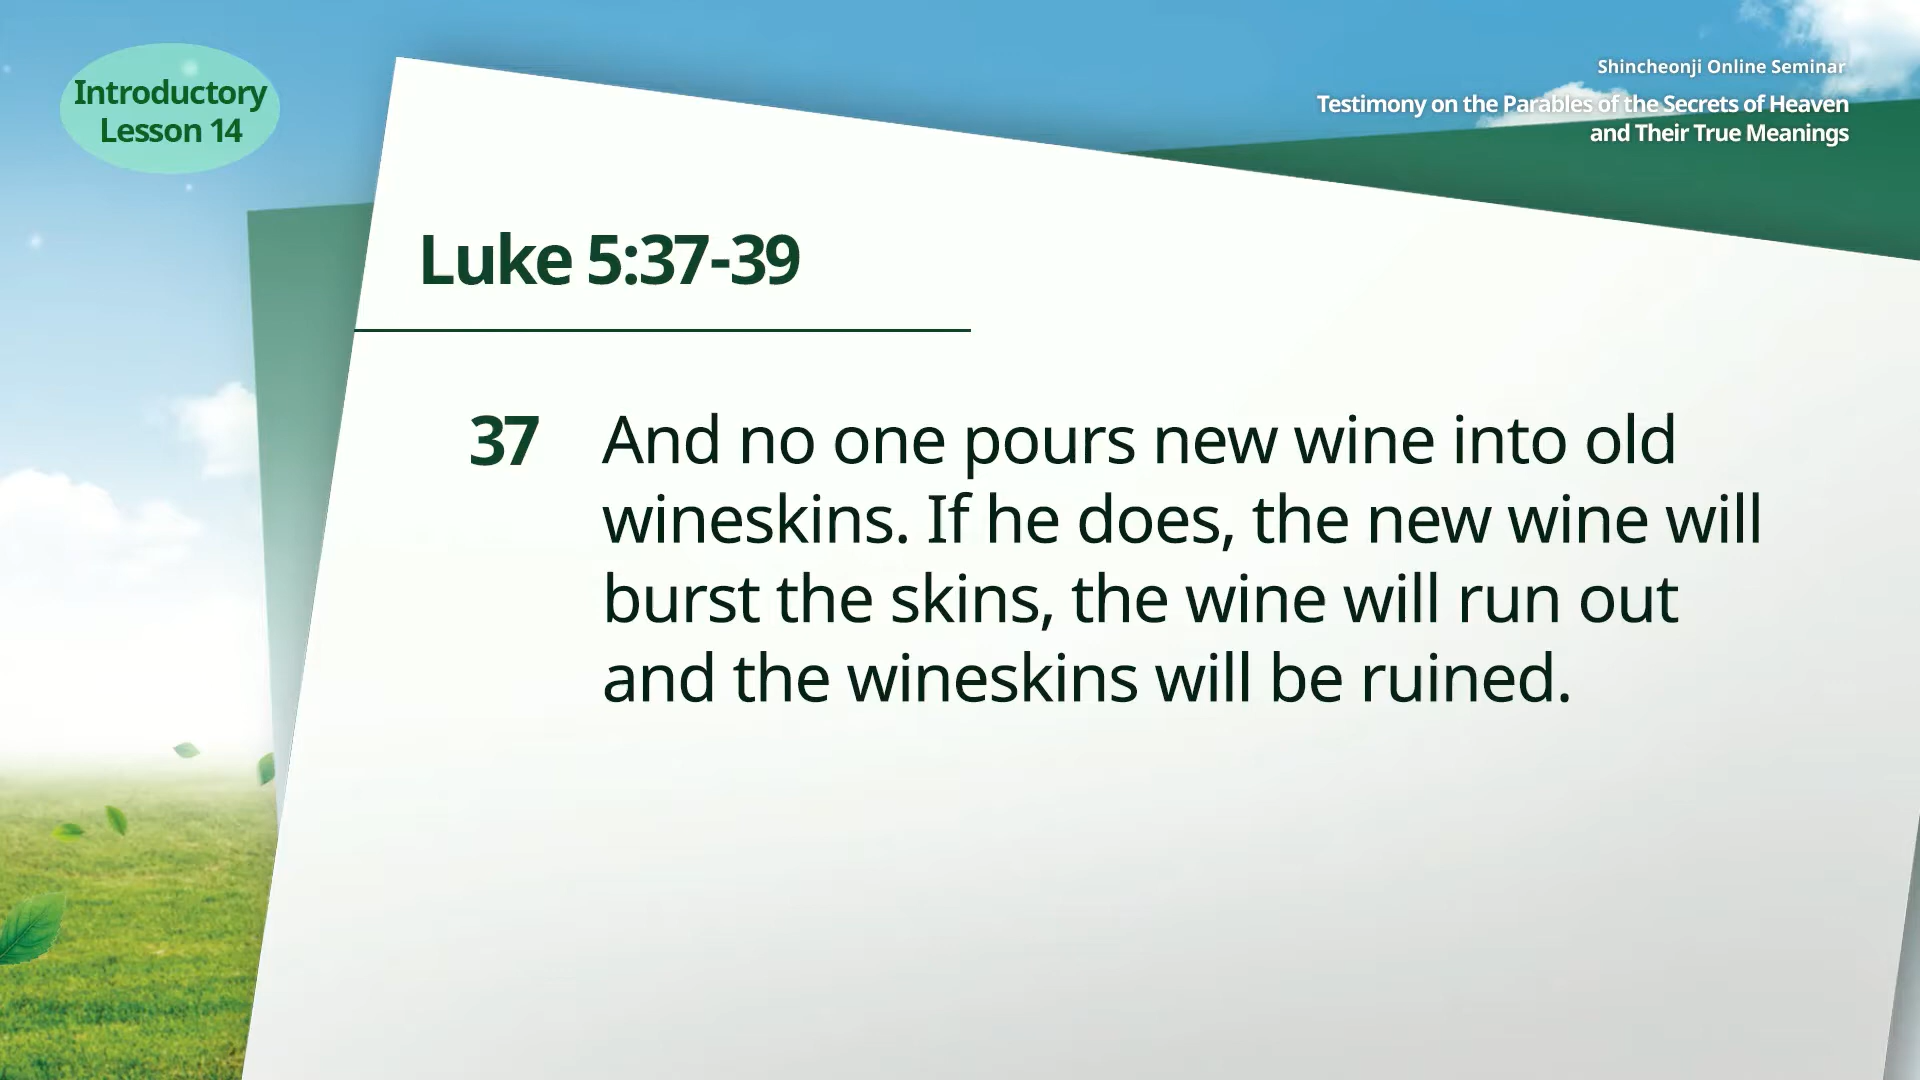 Introductory
Lesson 14
Shincheonji Online Seminar
Testimony on the Parables of the Secrets of Heaven
and Their True Meanings
Luke 5:37-39
37 And no one pours new wine into old
wineskins. If he does, the new wine will
burst the skins, the wine will run out
and the wineskins will be ruined.